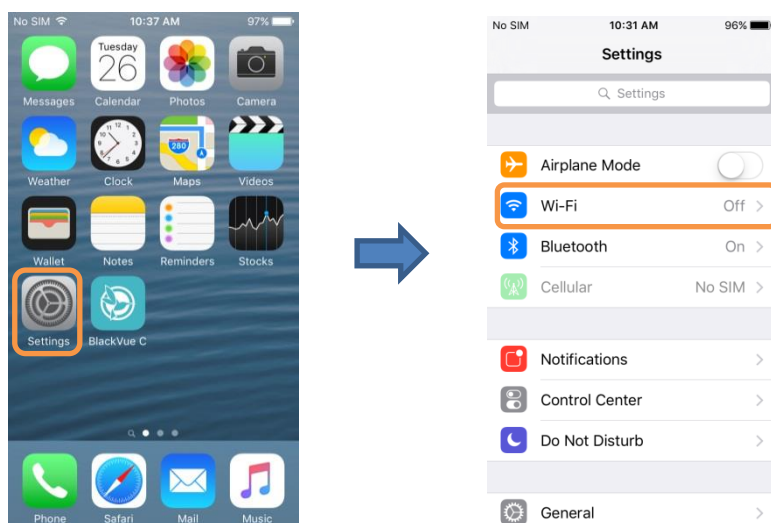 No SIM 10:37 AM 97%
Tuesday
26
Messages Calendar Photos Camera
280
Weather Clock Maps Videos
Wallet Notes Reminders Stocks
Settings BlackVue C
Phone Safari Mail Music
No SIM 10:31 AM 96%
Settings
Settings
Airplane Mode
Wi-Fi Off
Bluetooth On
Cellular No SIM
Notifications
Control Center
Do Not Disturb
General